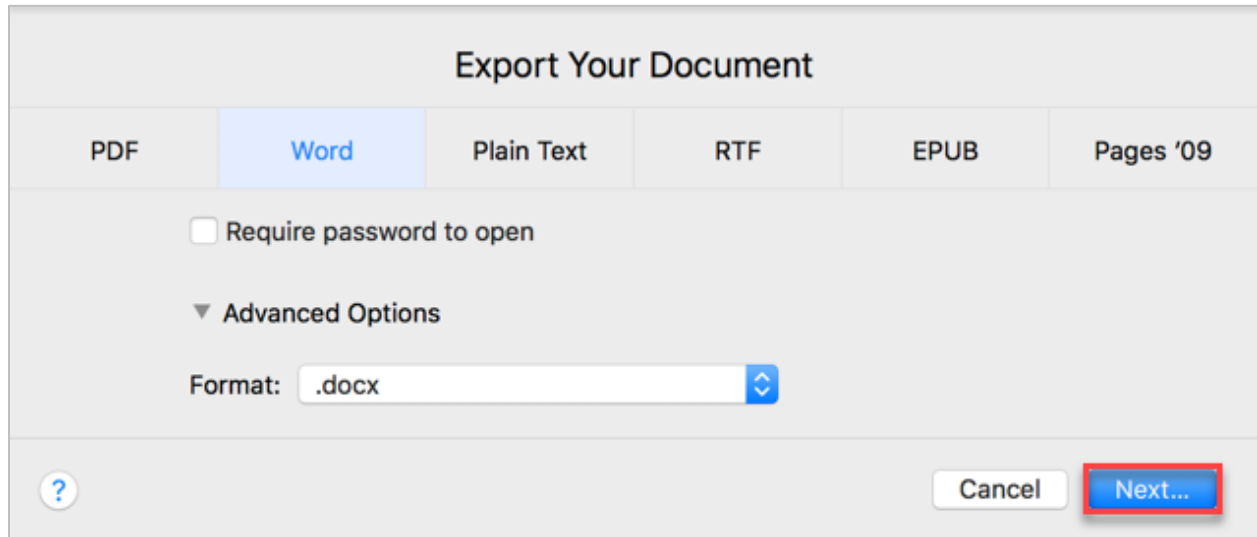 Export Your Document
PDF Word Plain Text RTF EPUB Pages ’09
Require password to open
Advanced Options
Format: .docx
? Cancel Next...